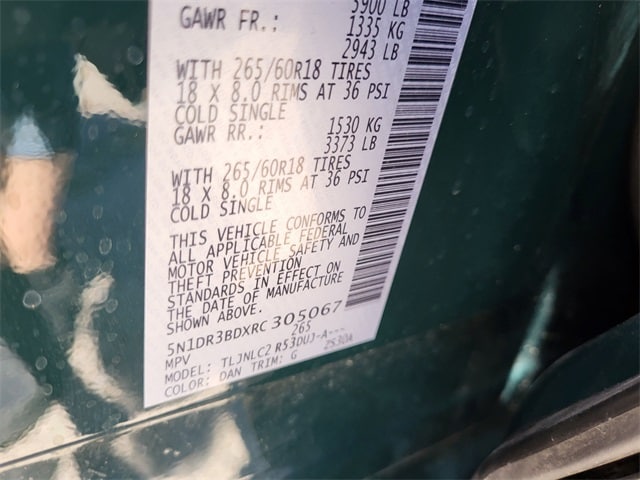 5900 LB
GAWR FR.: 1335 KG
2943 LB
WITH 265/60R18 TIRES
18 X 8.0 RIMS AT 36 PSI
COLD SINGLE
GAWR RR.: 1530 KG
3373 LB
WITH 265/60R18 TIRES
18 X 8.0 RIMS AT 36 PSI
COLD SINGLE
THIS VEHICLE CONFORMS TO
ALL APPLICABLE FEDERAL
MOTOR VEHICLE SAFETY AND
THEFT PREVENTION
STANDARDS IN EFFECT ON
THE DATE OF MANUFACTURE
SHOWN ABOVE.
5N1DR3BDXRC305067
MPV 265
MODEL: TLJNLC2 R53DUJ-A---
COLOR: DAN TRIM: G 2530A